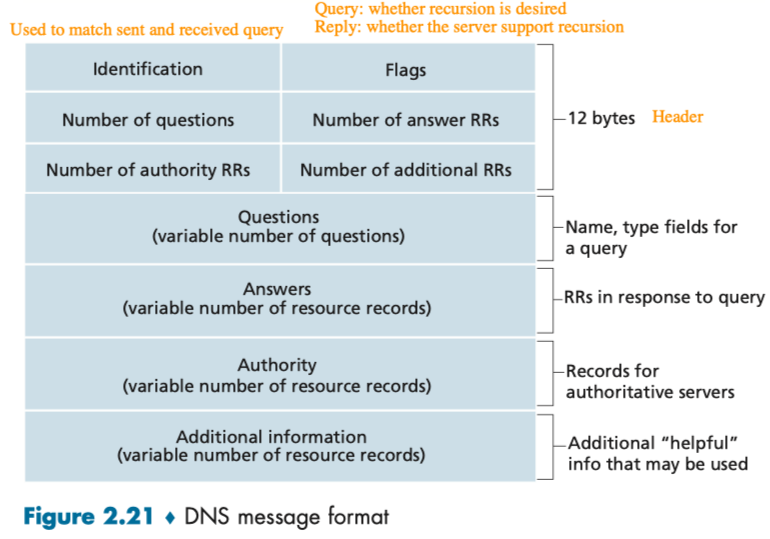 Query: whether recursion is desired
Used to match sent and received query
Reply: whether the server support recursion
Identification
Flags
Number of questions
Number of answer RRs
12 bytes
Header
Number of authority RRs
Number of additional RRs
Questions
(variable number of questions)
Name, type fields for
a query
Answers
(variable number of resource records)
RRs in response to query
Authority
(variable number of resource records)
Records for
authoritative servers
Additional information
(variable number of resource records)
Additional “helpful”
info that may be used
Figure 2.21 ♦ DNS message format